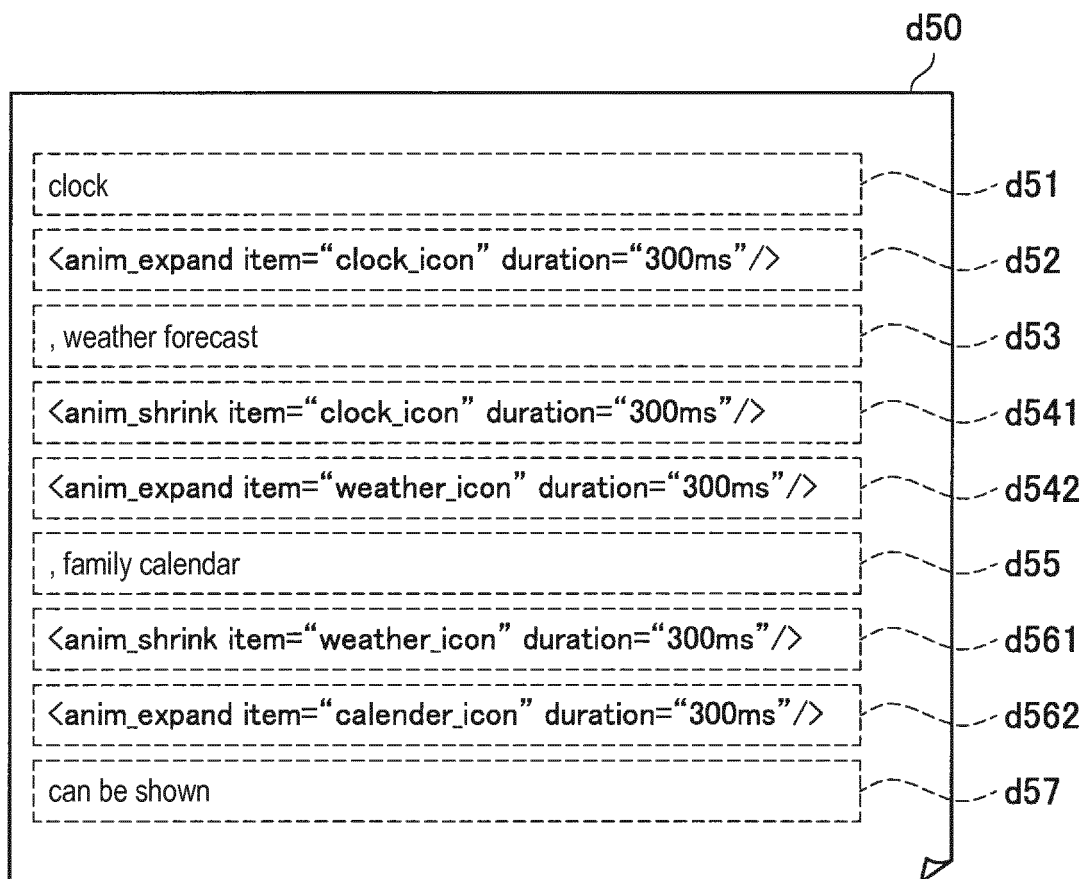 d50
clock d51
<anim_expand item=“clock_icon” duration=“300ms”/> d52
, weather forecast d53
<anim_shrink item=“clock_icon” duration=“300ms”/> d541
<anim_expand item=“weather_icon” duration=“300ms”/> d542
, family calendar d55
<anim_shrink item=“weather_icon” duration=“300ms”/> d561
<anim_expand item=“calender_icon” duration=“300ms”/> d562
can be shown d57